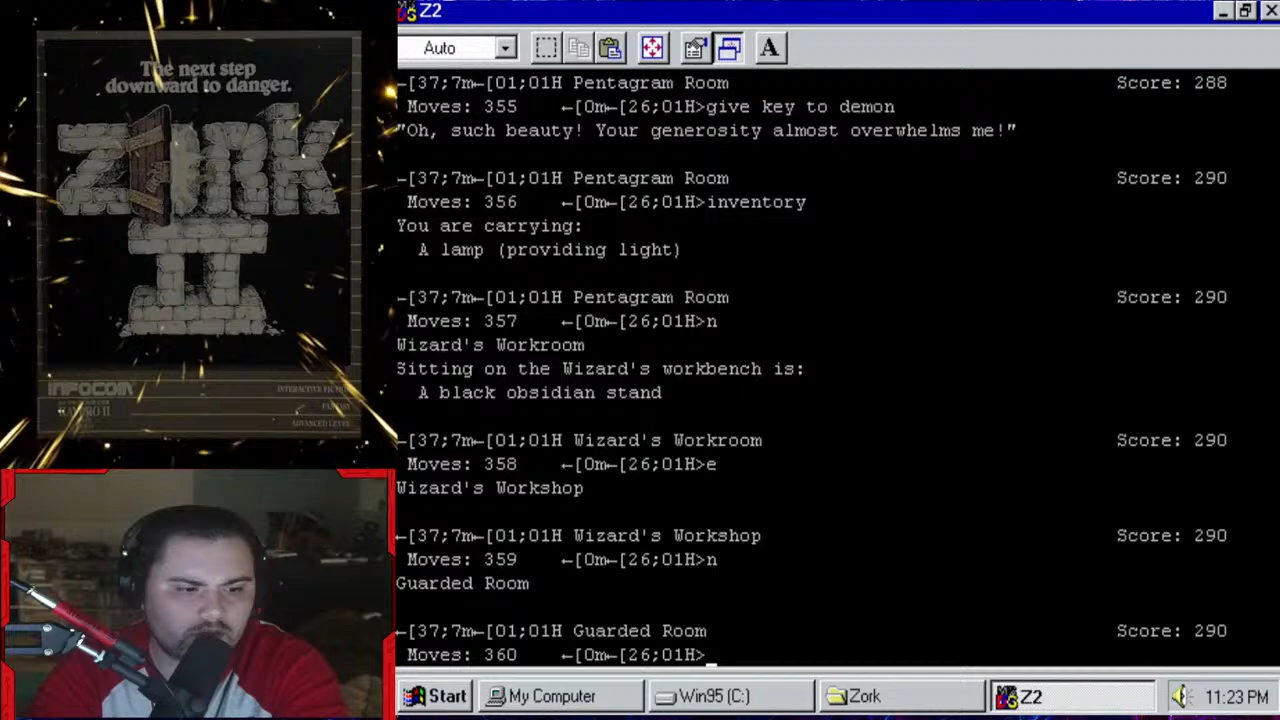 The next step
downward to danger.
ZORK
II
INFOCOM
INTERACTIVE FICTION
FANTASY
ADVANCED LEVEL
Z2
Auto
A
←[37;7m←[01;01H Pentagram Room Score: 288
Moves: 355 ←[0m←[26;01H>give key to demon
"Oh, such beauty! Your generosity almost overwhelms me!"
←[37;7m←[01;01H Pentagram Room Score: 290
Moves: 356 ←[0m←[26;01H>inventory
You are carrying:
A lamp (providing light)
←[37;7m←[01;01H Pentagram Room Score: 290
Moves: 357 ←[0m←[26;01H>n
Wizard's Workroom
Sitting on the Wizard's workbench is:
A black obsidian stand
←[37;7m←[01;01H Wizard's Workroom Score: 290
Moves: 358 ←[0m←[26;01H>e
Wizard's Workshop
←[37;7m←[01;01H Wizard's Workshop Score: 290
Moves: 359 ←[0m←[26;01H>n
Guarded Room
←[37;7m←[01;01H Guarded Room Score: 290
Moves: 360 ←[0m←[26;01H>_
Start My Computer Win95 (C:) Zork Z2 11:23 PM